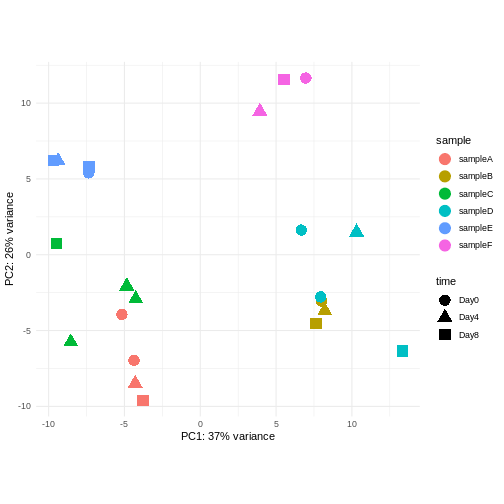 10
5
0
-5
-10
-10
-5
0
5
10
PC2: 26% variance
PC1: 37% variance
sample
sampleA
sampleB
sampleC
sampleD
sampleE
sampleF
time
Day0
Day4
Day8